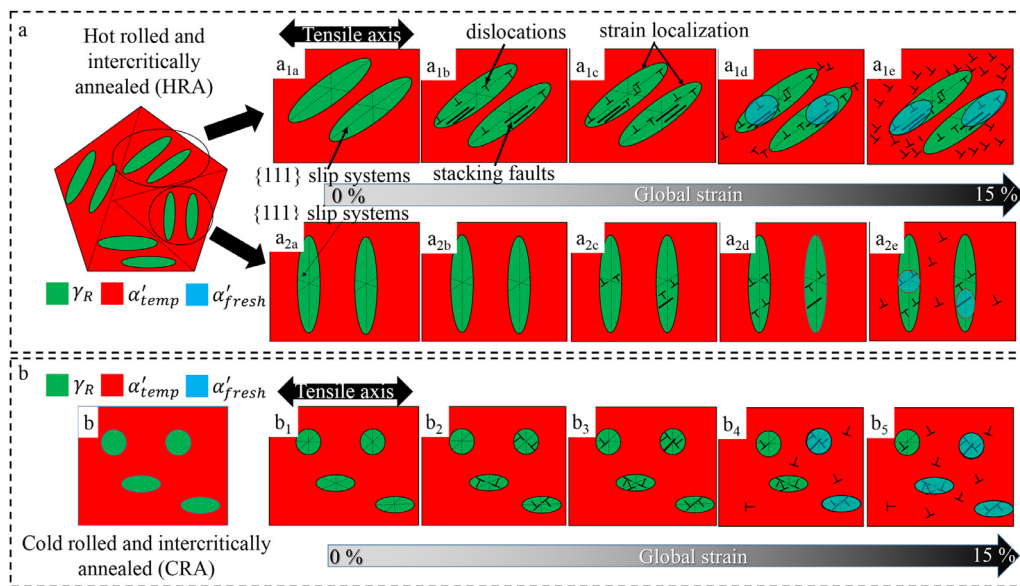 a
Hot rolled and
intercritically
annealed (HRA)
Tensile axis
dislocations
strain localization
a1a
a1b
a1c
a1d
a1e
{111} slip systems
stacking faults
0 %
Global strain
15 %
{111} slip systems
a2a
a2b
a2c
a2d
a2e
γR
α′temp
α′fresh
b
γR
α′temp
α′fresh
Tensile axis
b
b1
b2
b3
b4
b5
Cold rolled and intercritically
annealed (CRA)
0 %
Global strain
15 %